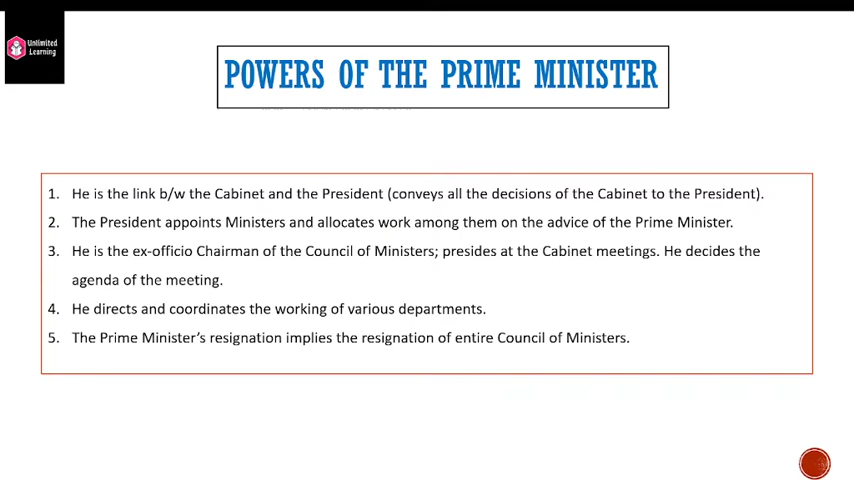 Unlimited
Learning
POWERS OF THE PRIME MINISTER
1. He is the link b/w the Cabinet and the President (conveys all the decisions of the Cabinet to the President).
2. The President appoints Ministers and allocates work among them on the advice of the Prime Minister.
3. He is the ex-officio Chairman of the Council of Ministers; presides at the Cabinet meetings. He decides the
agenda of the meeting.
4. He directs and coordinates the working of various departments.
5. The Prime Minister’s resignation implies the resignation of entire Council of Ministers.